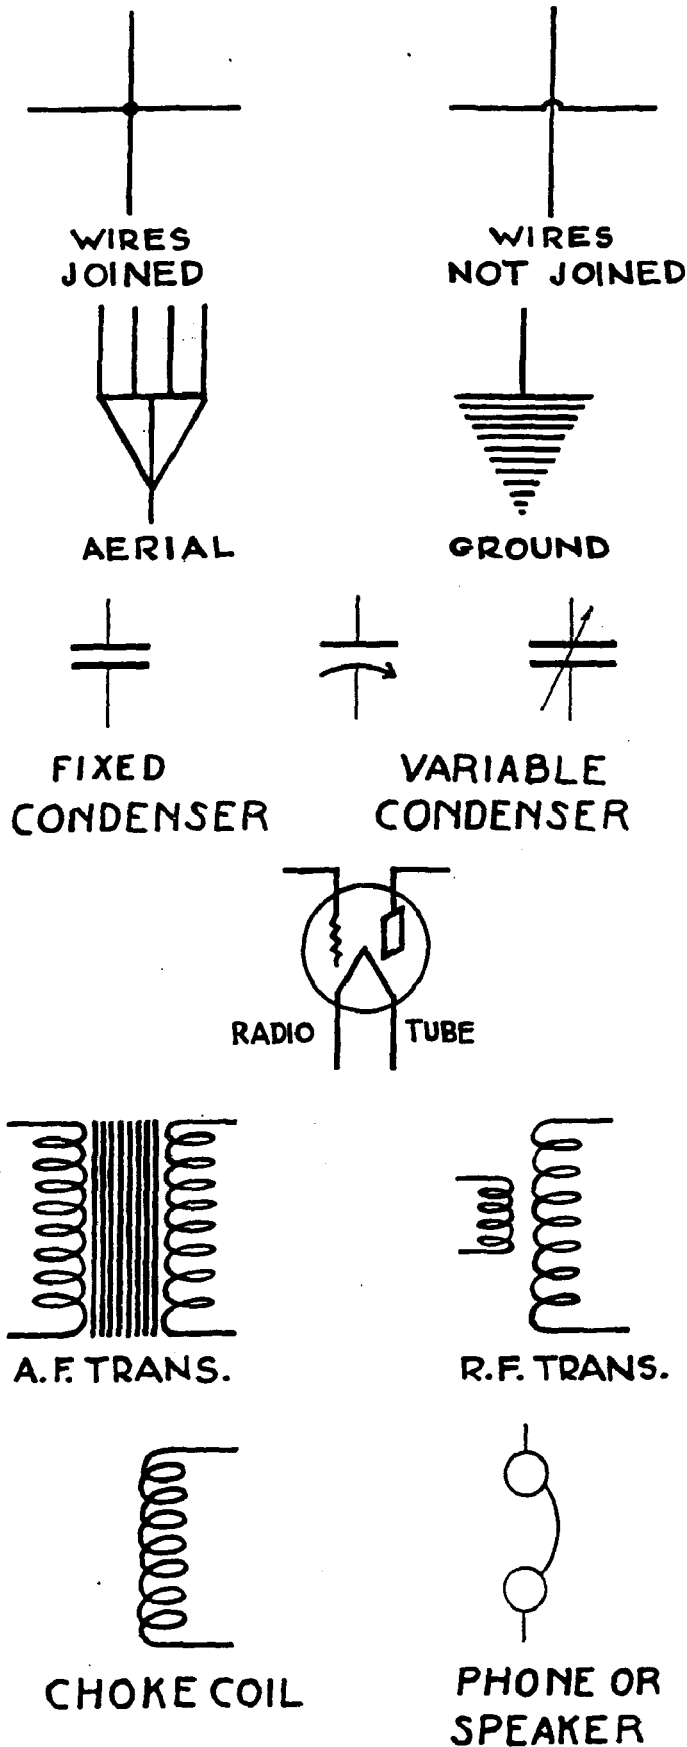 WIRES
JOINED
WIRES
NOT JOINED
AERIAL
GROUND
FIXED
CONDENSER
VARIABLE
CONDENSER
RADIO TUBE
A.F. TRANS.
R.F. TRANS.
CHOKE COIL
PHONE OR
SPEAKER